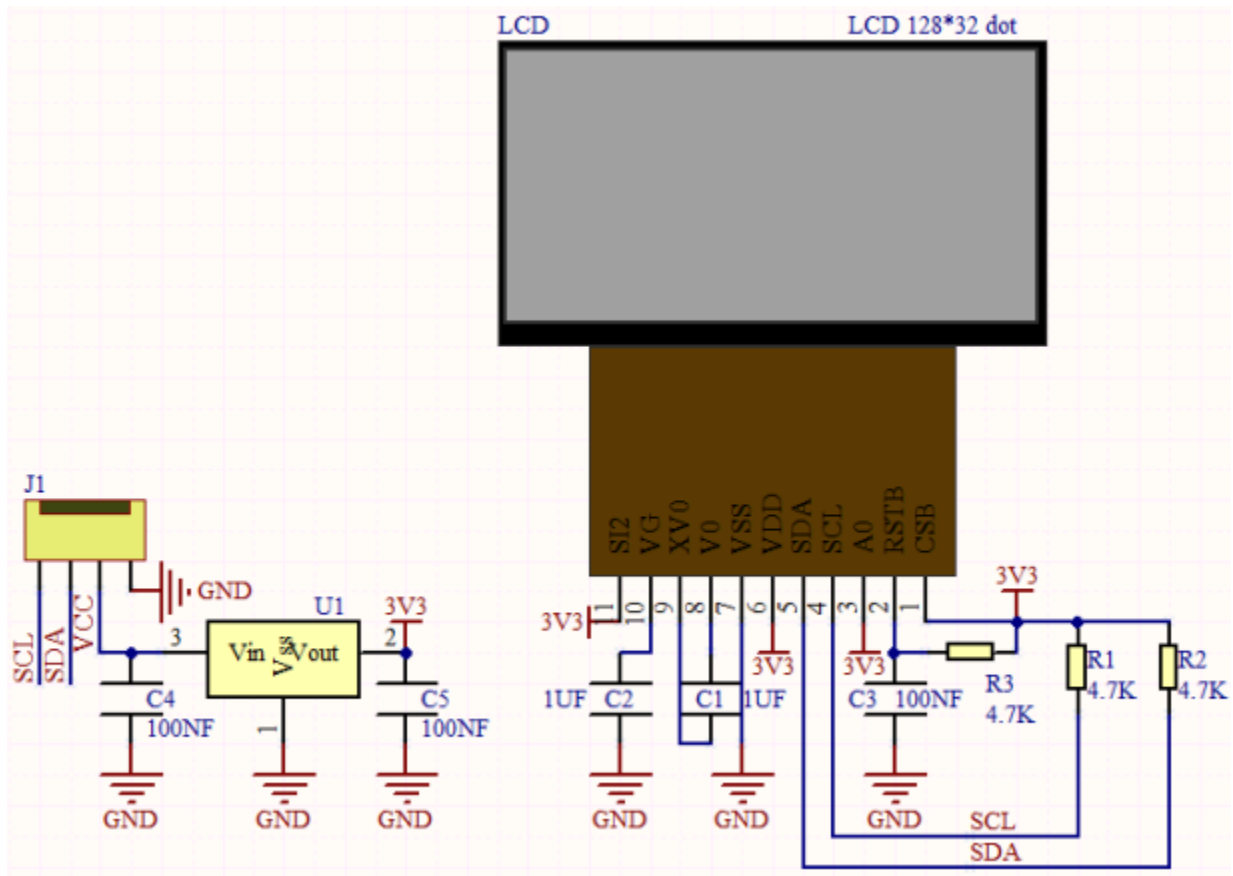 LCD
LCD 128*32 dot
J1
SCL
SDA
VCC
GND
U1
3
Vin
Vss
Vout
2
1
3V3
C4
100NF
C5
100NF
GND
GND
GND
SI2
VG
XV0
V0
VSS
VDD
SDA
SCL
A0
RSTB
CSB
11
10
9
8
7
6
5
4
3
2
1
3V3
3V3
3V3
3V3
1UF
C2
C1
1UF
C3
100NF
R3
4.7K
R1
4.7K
R2
4.7K
GND
GND
GND
SCL
SDA